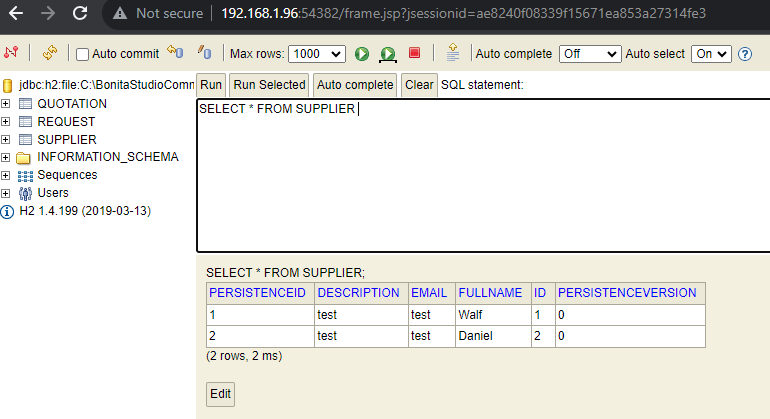 Not secure | 192.168.1.96:54382/frame.jsp?jsessionid=ae8240f08339f15671ea853a27314fe3
Auto commit Max rows: 1000 Auto complete Off Auto select On
jdbc:h2:file:C:\BonitaStudioComm
QUOTATION
REQUEST
SUPPLIER
INFORMATION_SCHEMA
Sequences
Users
H2 1.4.199 (2019-03-13)
Run Run Selected Auto complete Clear SQL statement:
SELECT * FROM SUPPLIER
SELECT * FROM SUPPLIER;
PERSISTENCEID DESCRIPTION EMAIL FULLNAME ID PERSISTENCEVERSION
1 test test Walf 1 0
2 test test Daniel 2 0
(2 rows, 2 ms)
Edit